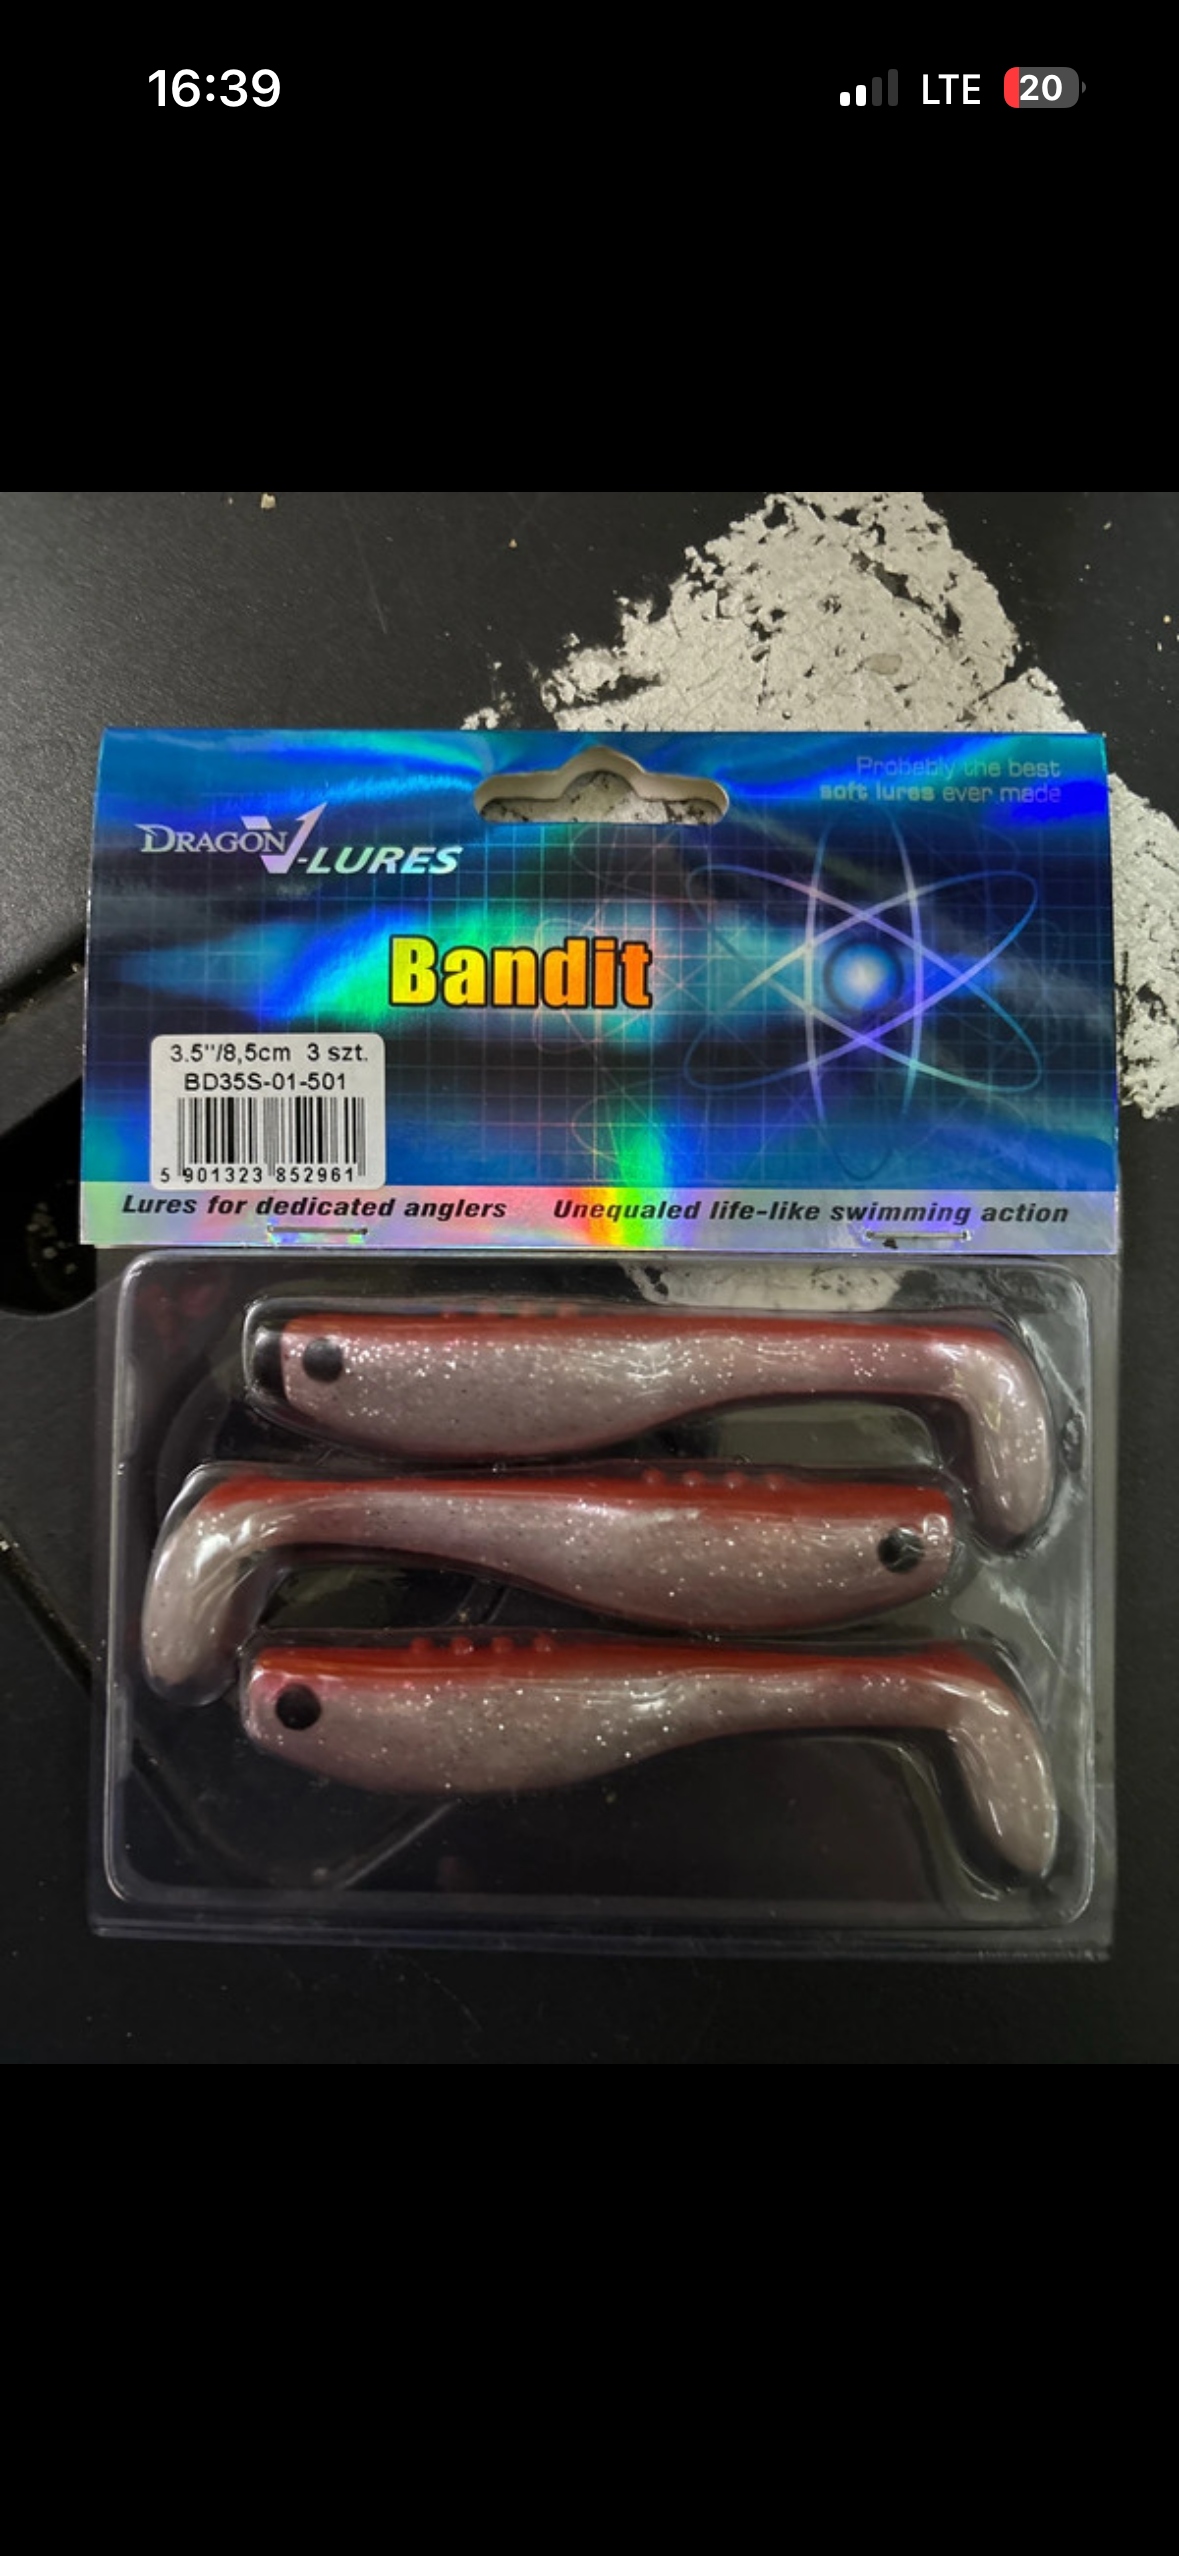 16:39 LTE 20
Probably the best
soft lures ever made
DRAGON V-LURES
Bandit
3.5"/8,5cm 3 szt.
BD35S-01-501
5 901323 852961
Lures for dedicated anglers Unequaled life-like swimming action